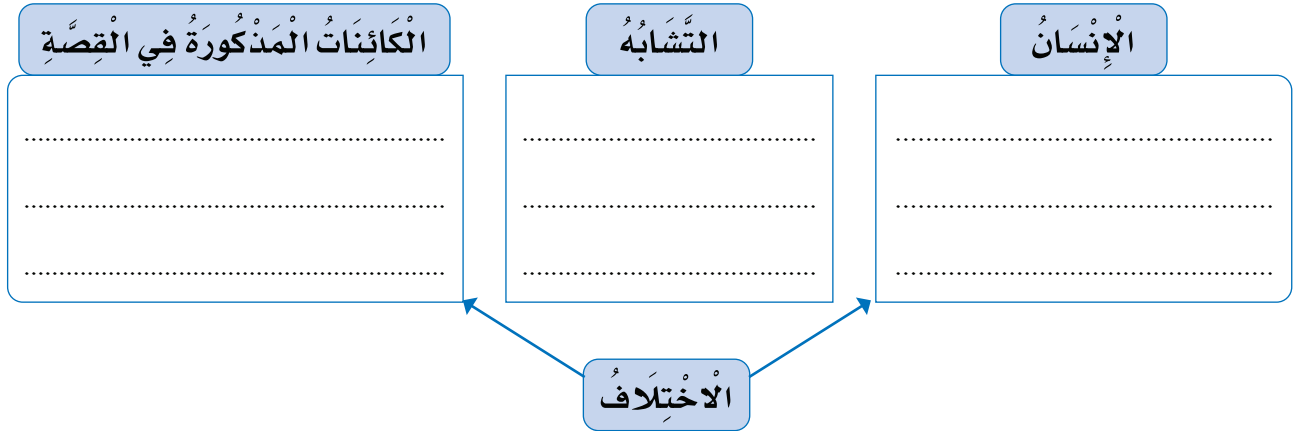 الْإِنْسَانُ
التَّشَابُهُ
الْكَائِنَاتُ الْمَذْكُورَةُ فِي الْقِصَّةِ
الْاخْتِلَافُ